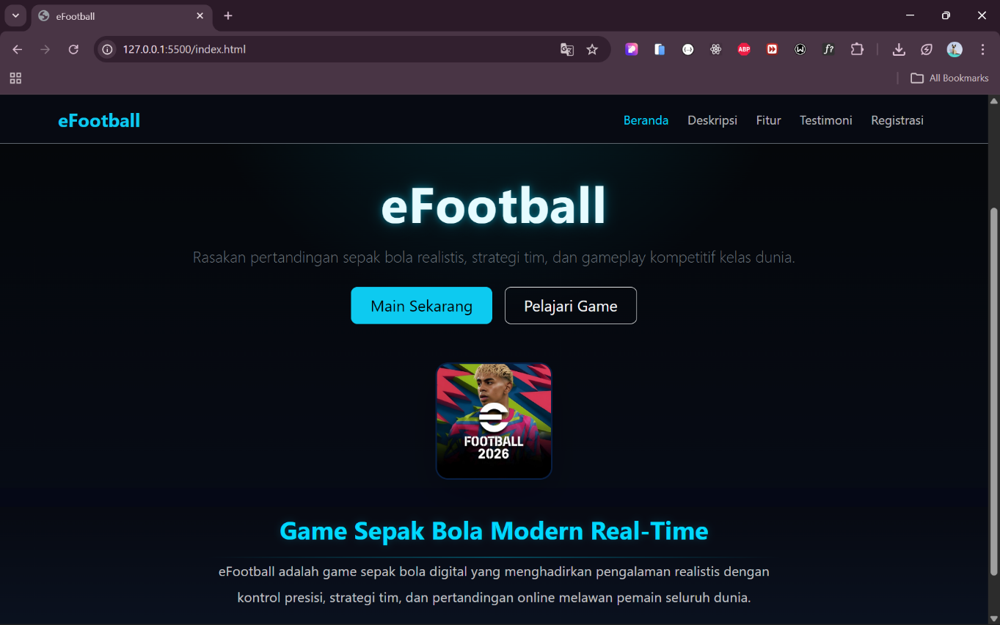 eFootball
127.0.0.1:5500/index.html
ABP
W
f?
All Bookmarks
eFootball
Beranda
Deskripsi
Fitur
Testimoni
Registrasi
eFootball
Rasakan pertandingan sepak bola realistis, strategi tim, dan gameplay kompetitif kelas dunia.
Main Sekarang
Pelajari Game
FOOTBALL
2026
Game Sepak Bola Modern Real-Time
eFootball adalah game sepak bola digital yang menghadirkan pengalaman realistis dengan
kontrol presisi, strategi tim, dan pertandingan online melawan pemain seluruh dunia.